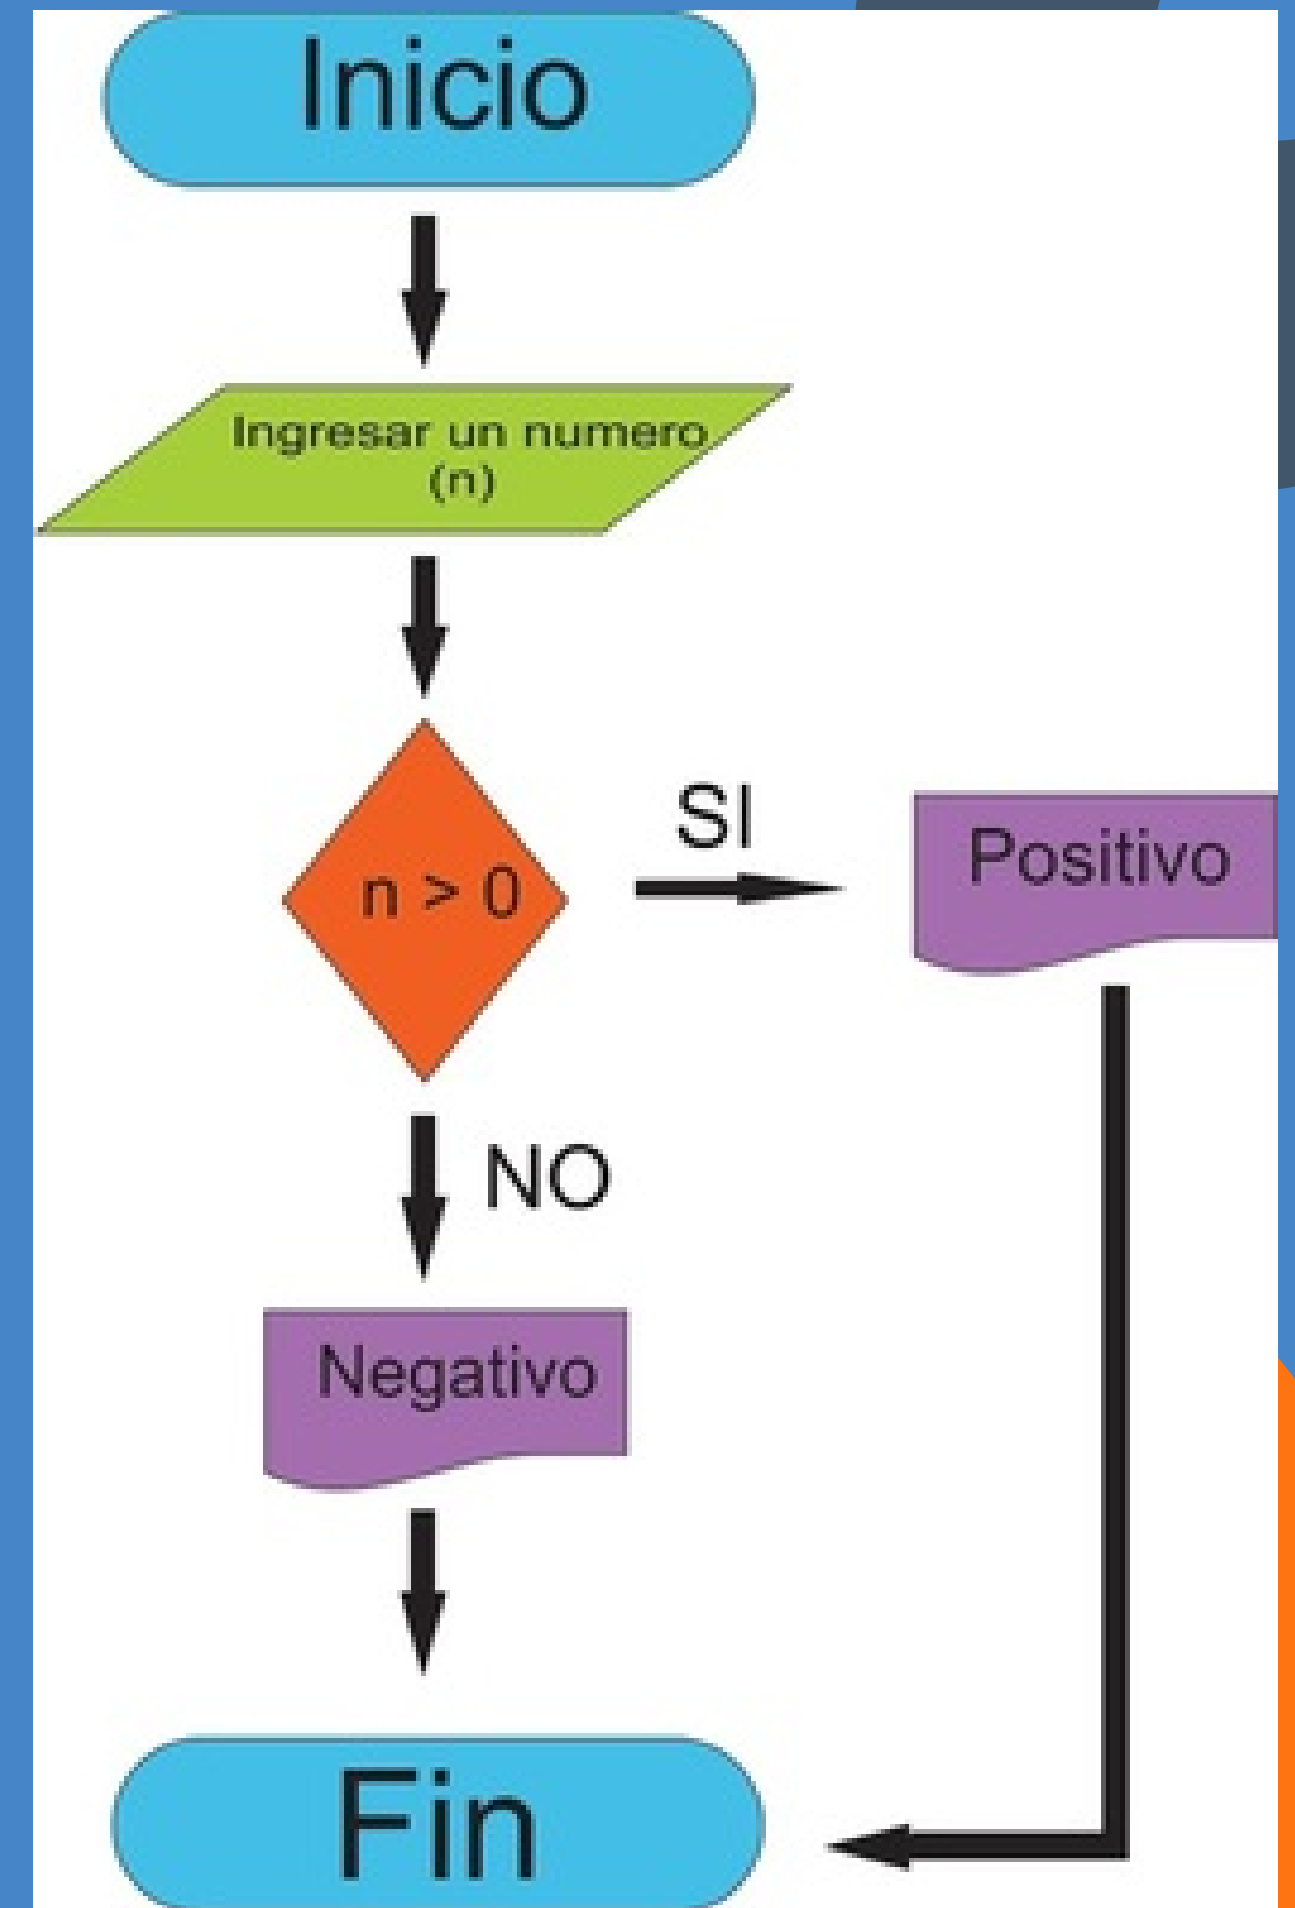 Inicio
Ingresar un numero
(n)
n > 0
SI
Positivo
NO
Negativo
Fin